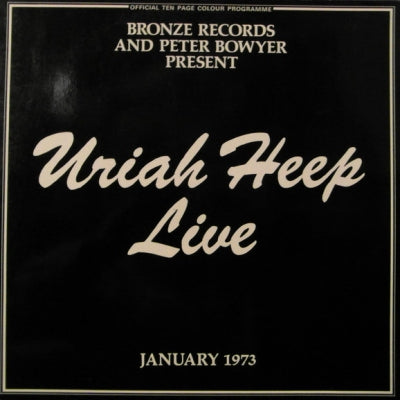 OFFICIAL TEN PAGE COLOUR PROGRAMME
BRONZE RECORDS
AND PETER BOWYER
PRESENT
Uriah Heep
Live
JANUARY 1973